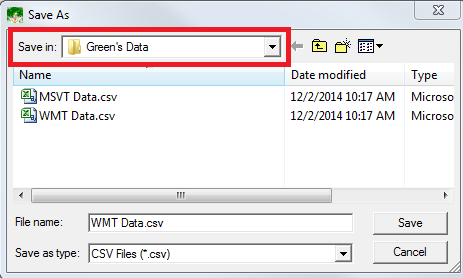 Save As
Save in: Green's Data
Name Date modified Type
MSVT Data.csv 12/2/2014 10:17 AM Microso
WMT Data.csv 12/2/2014 10:17 AM Microso
File name: WMT Data.csv Save
Save as type: CSV Files (*.csv) Cancel